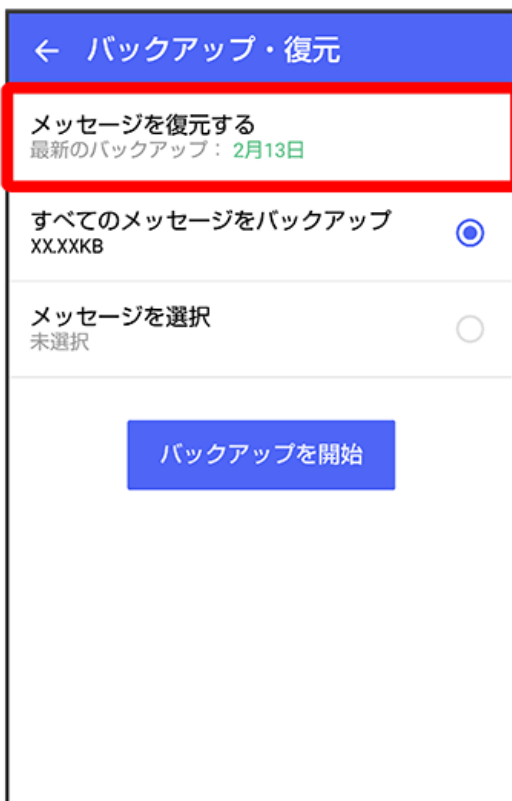 ← バックアップ・復元
メッセージを復元する
最新のバックアップ： 2月13日
すべてのメッセージをバックアップ
XX.XXKB
メッセージを選択
未選択
バックアップを開始